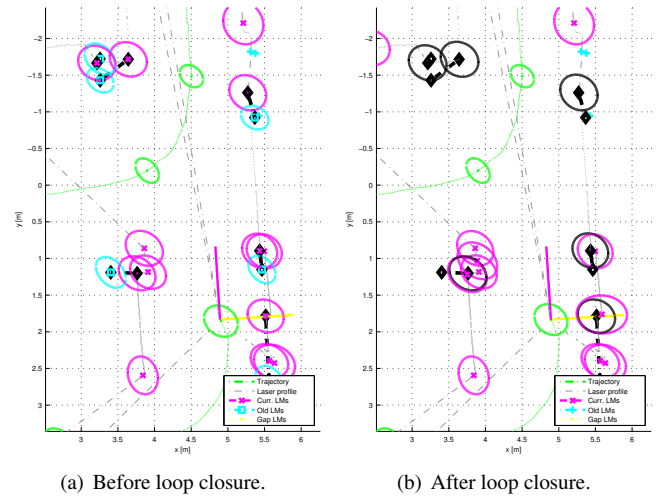 −2
−1.5
−1
−0.5
0
0.5
1
1.5
2
2.5
3
y [m]
3
3.5
4
4.5
5
5.5
6
x [m]
Trajectory
Laser profile
Curr. LMs
Old LMs
Gap LMs
(a) Before loop closure.
−2
−1.5
−1
−0.5
0
0.5
1
1.5
2
2.5
3
y [m]
3
3.5
4
4.5
5
5.5
6
x [m]
Trajectory
Laser profile
Curr. LMs
Old LMs
Gap LMs
(b) After loop closure.